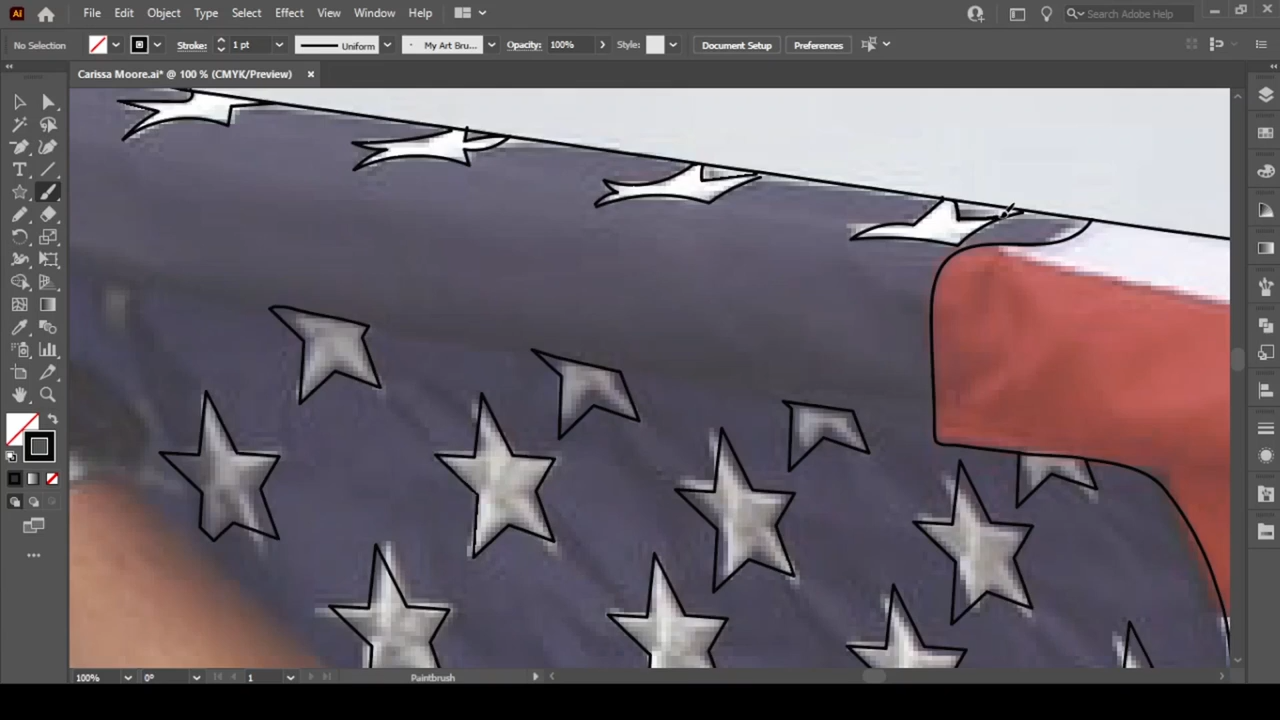 Ai File Edit Object Type Select Effect View Window Help Search Adobe Help
No Selection Stroke: 1 pt Uniform My Art Bru... Opacity: 100% Style: Document Setup Preferences
Carissa Moore.ai* @ 100 % (CMYK/Preview)
100% 0° 1 Paintbrush